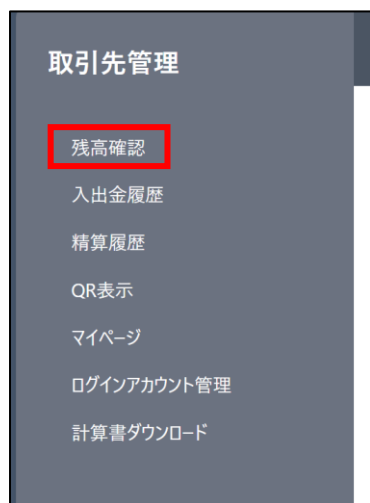 取引先管理
残高確認
入出金履歴
精算履歴
QR表示
マイページ
ログインアカウント管理
計算書ダウンロード